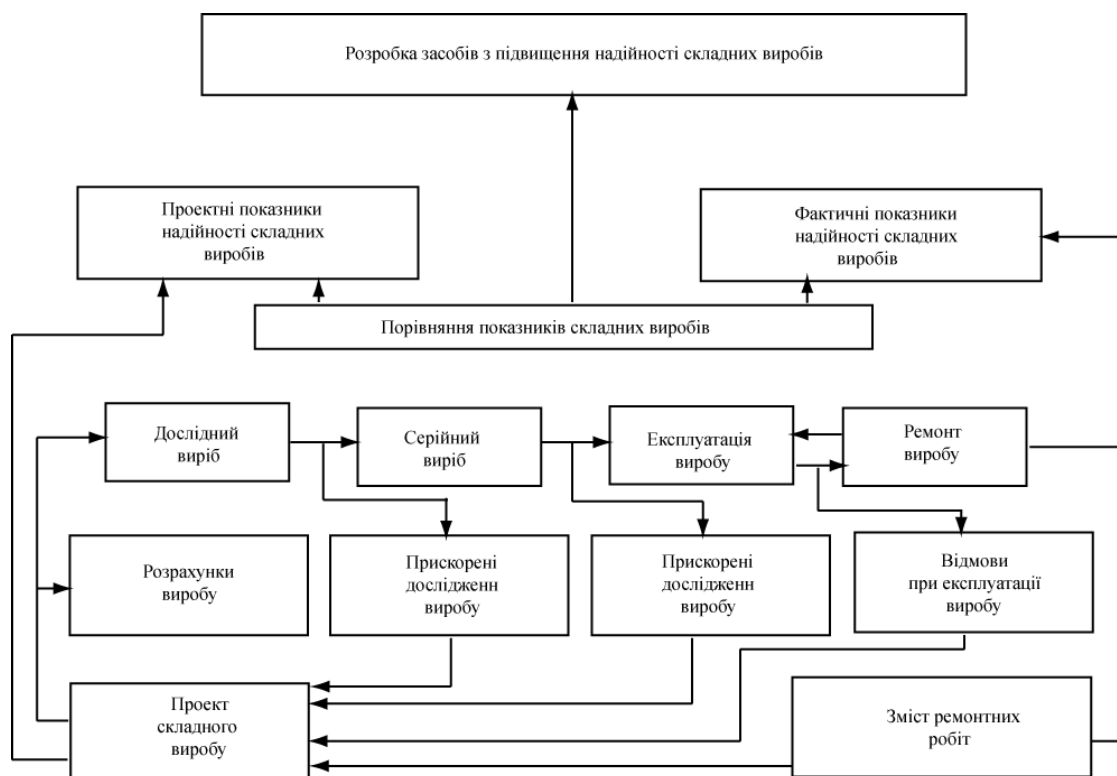 Розробка засобів з підвищення надійності складних виробів
Проектні показники
надійності складних
виробів
Фактичні показники
надійності складних
виробів
Порівняння показників складних виробів
Дослідний
виріб
Серійний
виріб
Експлуатація
виробу
Ремонт
виробу
Розрахунки
виробу
Прискорені
дослідженн
виробу
Прискорені
дослідженн
виробу
Відмови
при експлуатації
виробу
Проект
складного
виробу
Зміст ремонтних
робіт